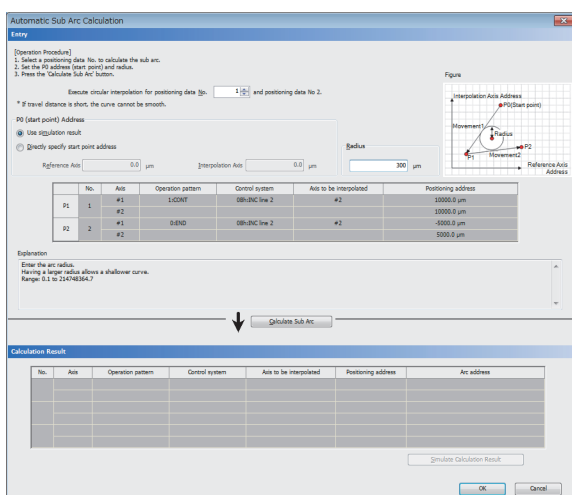 Automatic Sub Arc Calculation
Entry
[Operation Procedure]
1. Select a positioning data No. to calculate the sub arc.
2. Set the P0 address (start point) and radius.
3. Press the 'Calculate Sub Arc' button.
Execute circular interpolation for positioning data No. 1 and positioning data No 2.
* If travel distance is short, the curve cannot be smooth.
P0 (start point) Address
Use simulation result
Directly specify start point address
Reference Axis 0.0 µm Interpolation Axis 0.0 µm
Radius
300 µm
Figure
Interpolation Axis Address
P0(Start point)
Movement1
Radius
P2
P1 Movement2
Reference Axis
Address
No. Axis Operation pattern Control system Axis to be interpolated Positioning address
P1 1 #1 1:CONT 0Bh:INC line 2 #2 10000.0 µm
#2 10000.0 µm
P2 2 #1 0:END 0Bh:INC line 2 #2 -5000.0 µm
#2 5000.0 µm
Explanation
Enter the arc radius.
Having a larger radius allows a shallower curve.
Range: 0.1 to 214748364.7
Calculate Sub Arc
Calculation Result
No. Axis Operation pattern Control system Axis to be interpolated Positioning address Arc address
Simulate Calculation Result
OK Cancel